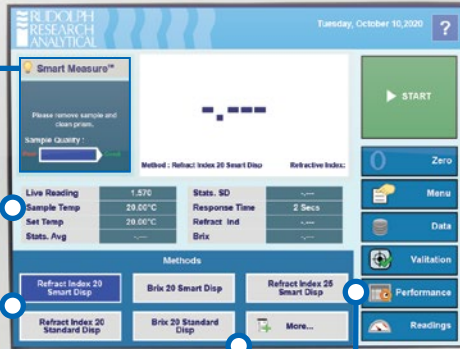 RUDOLPH
RESEARCH
ANALYTICAL
Tuesday, October 10,2020
?
Smart Measure™
Please remove sample and
clean prism.
Sample Quality :
-.---
Method : Refract Index 20 Smart Disp
Refractive Index:
START
0 Zero
Menu
Data
Valitation
Performance
Readings
Live Reading 1.570 Stats. SD -.---
Sample Temp 20.00°C Response Time 2 Secs
Set Temp 20.00°C Refract Ind -.---
Stats. Avg -.--- Brix -.---
Methods
Refract Index 20
Smart Disp
Brix 20 Smart Disp
Refract Index 25
Smart Disp
Refract Index 20
Standard Disp
Brix 20 Standard
Disp
More...